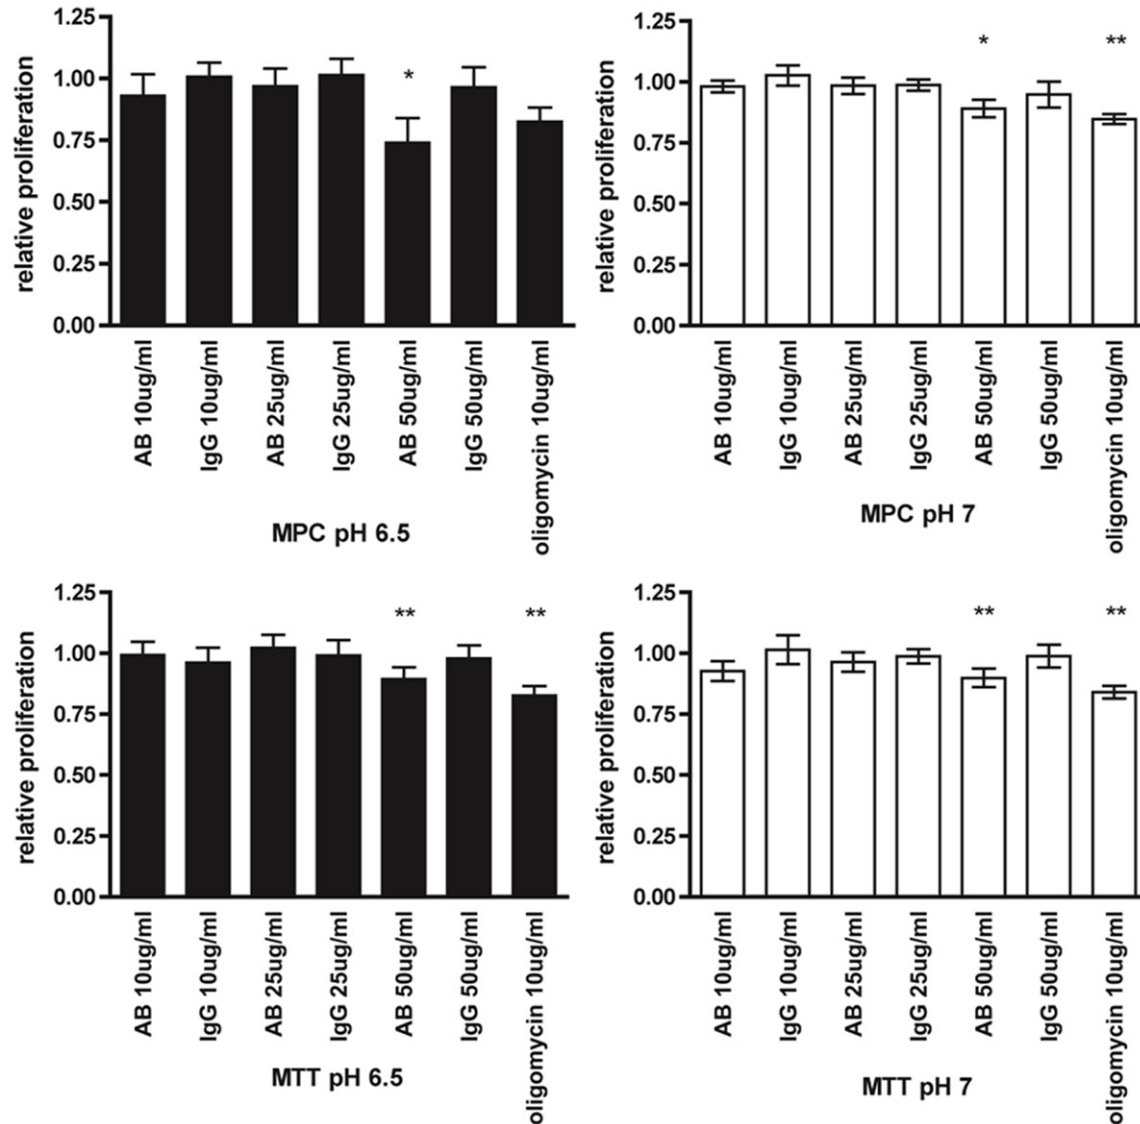 relative proliferation
1.25
1.00
0.75
0.50
0.25
0.00
*
AB 10ug/ml
IgG 10ug/ml
AB 25ug/ml
IgG 25ug/ml
AB 50ug/ml
IgG 50ug/ml
oligomycin 10ug/ml
MPC pH 6.5
relative proliferation
1.25
1.00
0.75
0.50
0.25
0.00
*
**
AB 10ug/ml
IgG 10ug/ml
AB 25ug/ml
IgG 25ug/ml
AB 50ug/ml
IgG 50ug/ml
oligomycin 10ug/ml
MPC pH 7
relative proliferation
1.25
1.00
0.75
0.50
0.25
0.00
**
**
AB 10ug/ml
IgG 10ug/ml
AB 25ug/ml
IgG 25ug/ml
AB 50ug/ml
IgG 50ug/ml
oligomycin 10ug/ml
MTT pH 6.5
relative proliferation
1.25
1.00
0.75
0.50
0.25
0.00
**
**
AB 10ug/ml
IgG 10ug/ml
AB 25ug/ml
IgG 25ug/ml
AB 50ug/ml
IgG 50ug/ml
oligomycin 10ug/ml
MTT pH 7